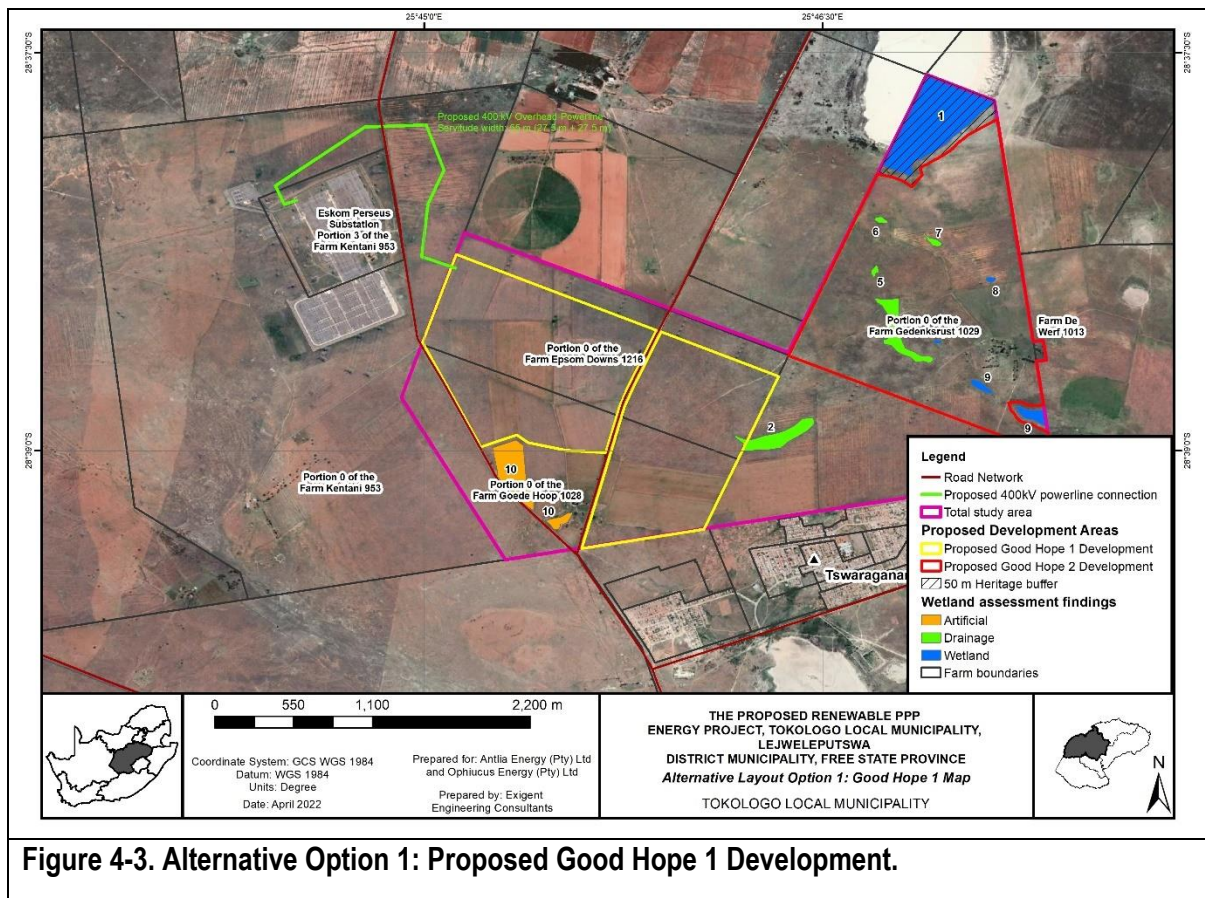 25°45'0"E
25°46'30"E
28°37'30"S
28°37'30"S
Proposed 400kV Overhead Powerline
Servitude width: 55 m (27.5 m + 27.5 m)
1
Eskom Perseus
Substation
Portion 3 of the
Farm Kentani 953
6
7
5
8
Portion 0 of the
Farm Gedenksrust 1029
Farm De
Werf 1013
Portion 0 of the
Farm Epsom Downs 1216
9
9
2
28°39'0"S
28°39'0"S
10
Portion 0 of the
Farm Goede Hoop 1028
10
Portion 0 of the
Farm Kentani 953
Tswaraganan
Legend
Road Network
Proposed 400kV powerline connection
Total study area
Proposed Development Areas
Proposed Good Hope 1 Development
Proposed Good Hope 2 Development
50 m Heritage buffer
Wetland assessment findings
Artificial
Drainage
Wetland
Farm boundaries
0 550 1,100 2,200 m
Coordinate System: GCS WGS 1984
Datum: WGS 1984
Units: Degree
Date: April 2022
Prepared for: Antlia Energy (Pty) Ltd
and Ophiucus Energy (Pty) Ltd
Prepared by: Exigent
Engineering Consultants
THE PROPOSED RENEWABLE PPP
ENERGY PROJECT, TOKOLOGO LOCAL MUNICIPALITY,
LEJWELEPUTSWA
DISTRICT MUNICIPALITY, FREE STATE PROVINCE
Alternative Layout Option 1: Good Hope 1 Map
TOKOLOGO LOCAL MUNICIPALITY
N
Figure 4-3. Alternative Option 1: Proposed Good Hope 1 Development.